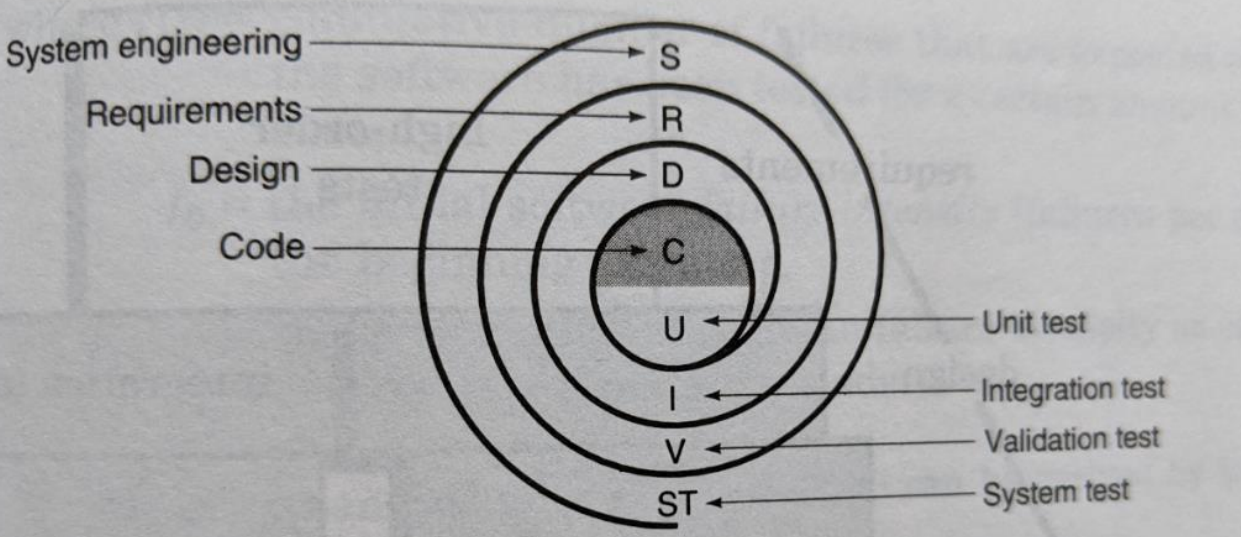 System engineering
S
Requirements
R
Design
D
Code
C
U
Unit test
I
Integration test
V
Validation test
ST
System test